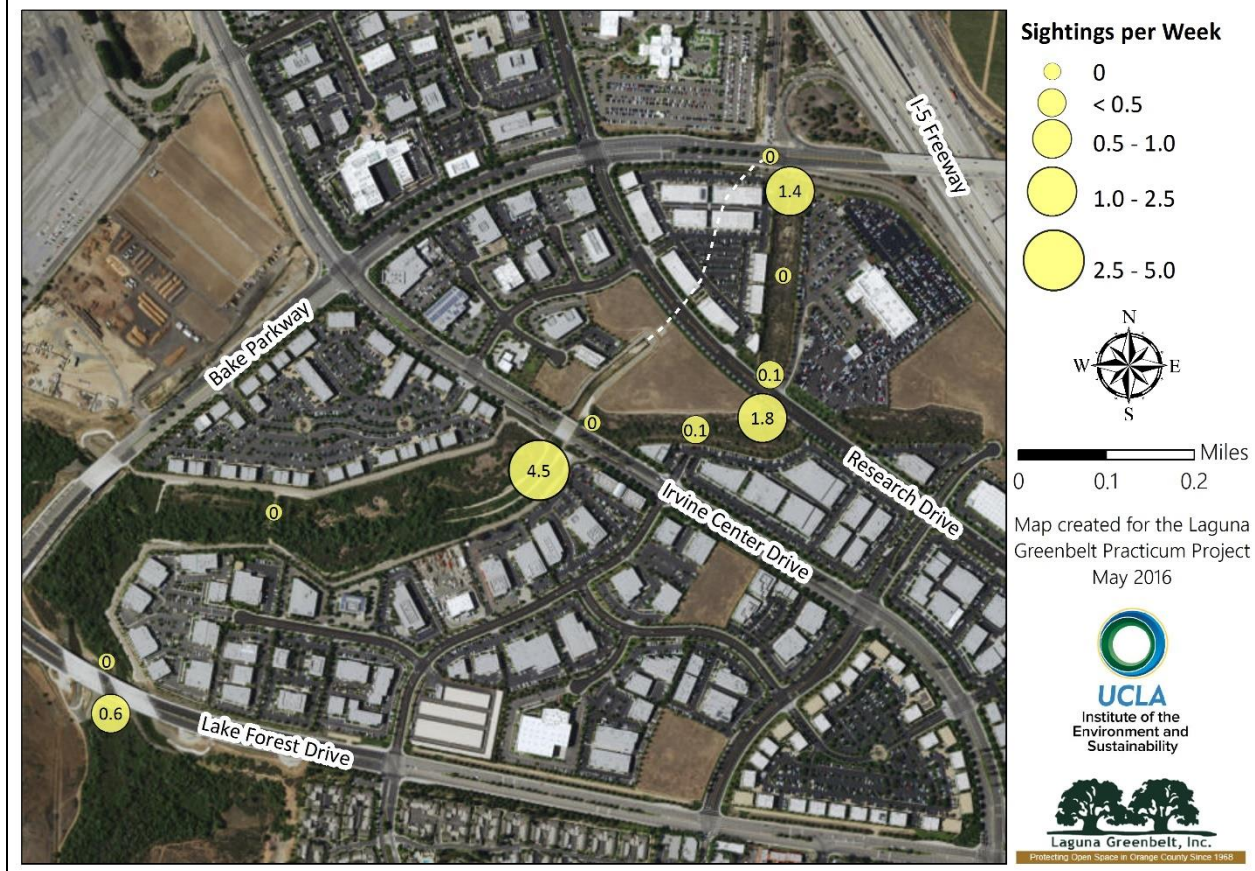 Sightings per Week
0
< 0.5
0.5 - 1.0
1.0 - 2.5
2.5 - 5.0
N
W E
S
Miles
0 0.1 0.2
Map created for the Laguna
Greenbelt Practicum Project
May 2016
UCLA
Institute of the
Environment and
Sustainability
Laguna Greenbelt, Inc.
Protecting Open Space in Orange County Since 1968
I-5 Freeway
0
1.4
0
Bake Parkway
0.1
1.8
0
0.1
4.5
Research Drive
Irvine Center Drive
0
0
0.6
Lake Forest Drive